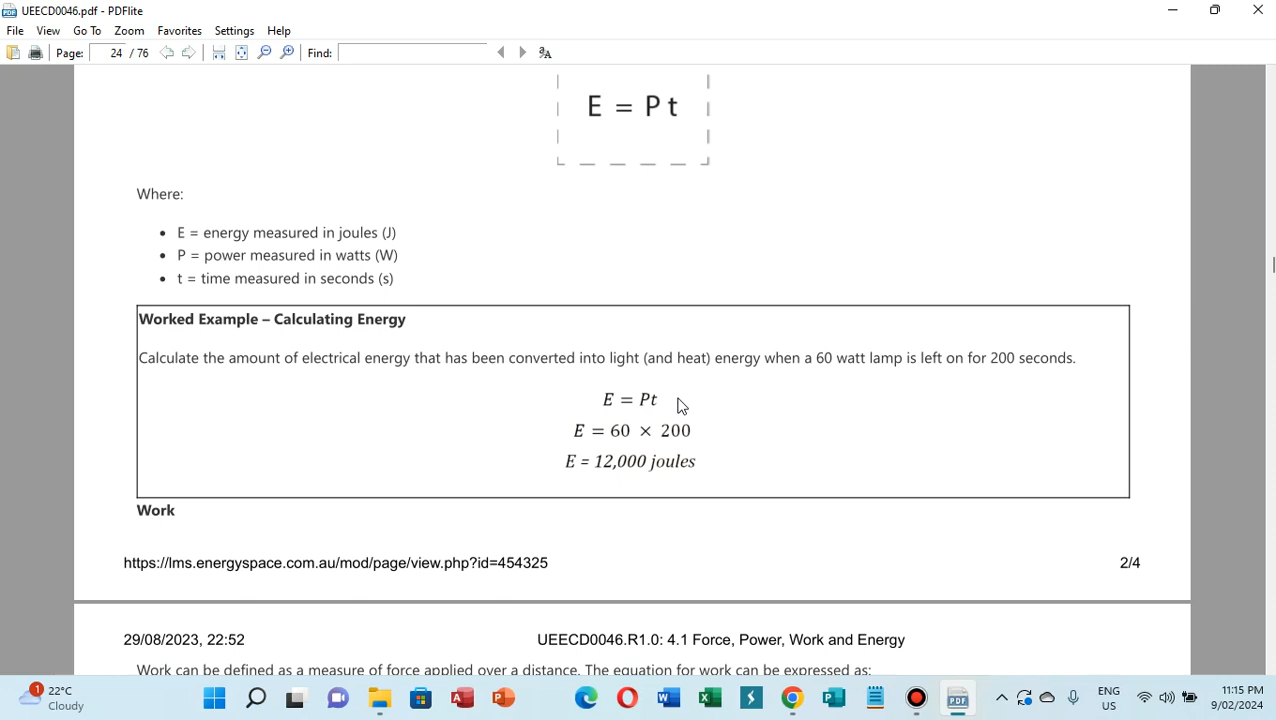 UEECD0046.pdf - PDFlite
File View Go To Zoom Favorites Settings Help
Page: 24 / 76 Find:
E = P t
Where:
• E = energy measured in joules (J)
• P = power measured in watts (W)
• t = time measured in seconds (s)
Worked Example – Calculating Energy
Calculate the amount of electrical energy that has been converted into light (and heat) energy when a 60 watt lamp is left on for 200 seconds.
E = Pt
E = 60 × 200
E = 12,000 joules
Work
https://lms.energyspace.com.au/mod/page/view.php?id=454325 2/4
29/08/2023, 22:52 UEECD0046.R1.0: 4.1 Force, Power, Work and Energy
Work can be defined as a measure of force applied over a distance. The equation for work can be expressed as:
1 22°C ENG 11:15 PM
Cloudy US 9/02/2024